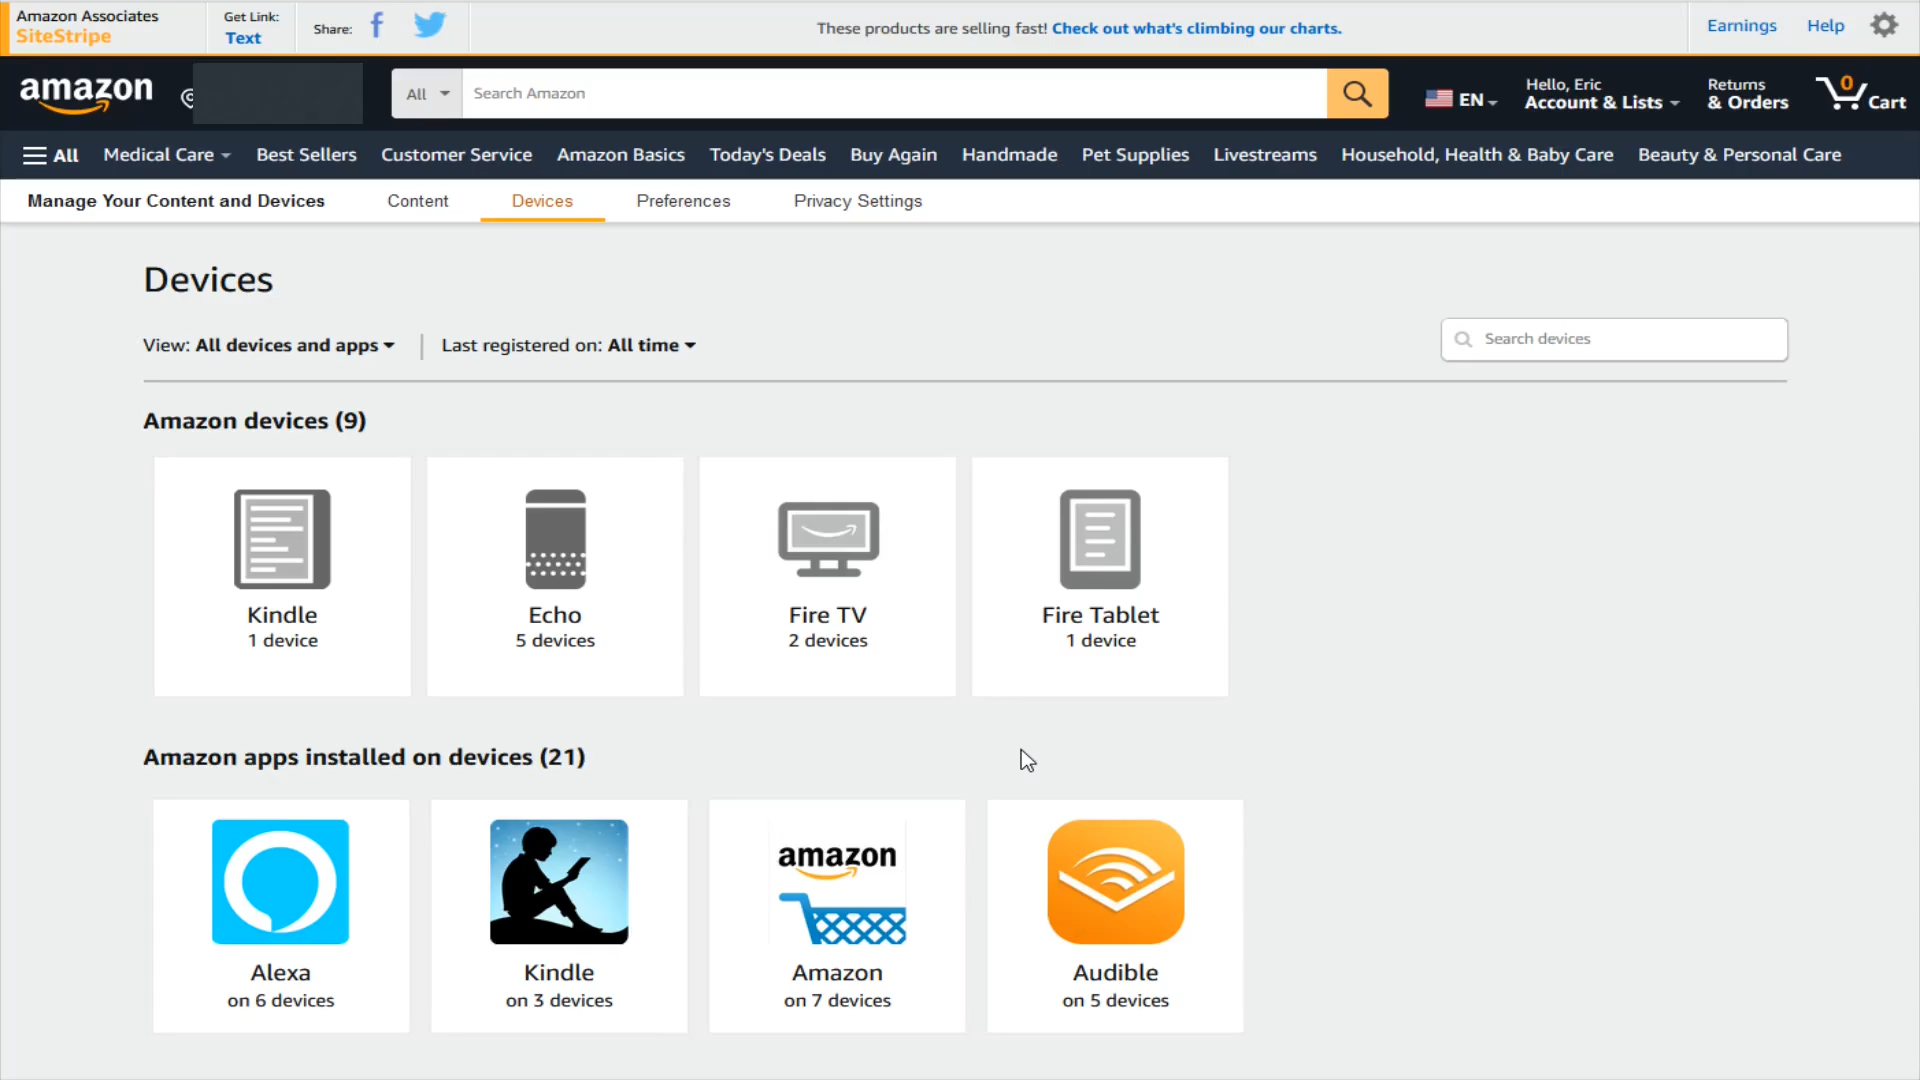 Amazon Associates
SiteStripe
Get Link:
Text
Share:
These products are selling fast! Check out what's climbing our charts.
Earnings
Help
amazon
All
Search Amazon
EN
Hello, Eric
Account & Lists
Returns
& Orders
0
Cart
All
Medical Care
Best Sellers
Customer Service
Amazon Basics
Today's Deals
Buy Again
Handmade
Pet Supplies
Livestreams
Household, Health & Baby Care
Beauty & Personal Care
Manage Your Content and Devices
Content
Devices
Preferences
Privacy Settings
Devices
View: All devices and apps
Last registered on: All time
Search devices
Amazon devices (9)
Kindle
1 device
Echo
5 devices
Fire TV
2 devices
Fire Tablet
1 device
Amazon apps installed on devices (21)
Alexa
on 6 devices
Kindle
on 3 devices
amazon
Amazon
on 7 devices
Audible
on 5 devices